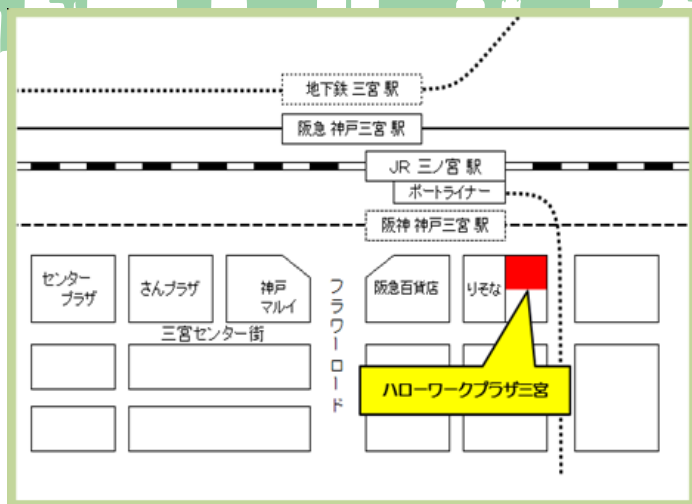 地下鉄 三宮 駅
阪急 神戸三宮 駅
JR 三ノ宮 駅
ポートライナー
阪神 神戸三宮 駅
センター
プラザ
さんプラザ
神戸
マルイ
フラワーロード
阪急百貨店
りそな
三宮センター街
ハローワークプラザ三宮